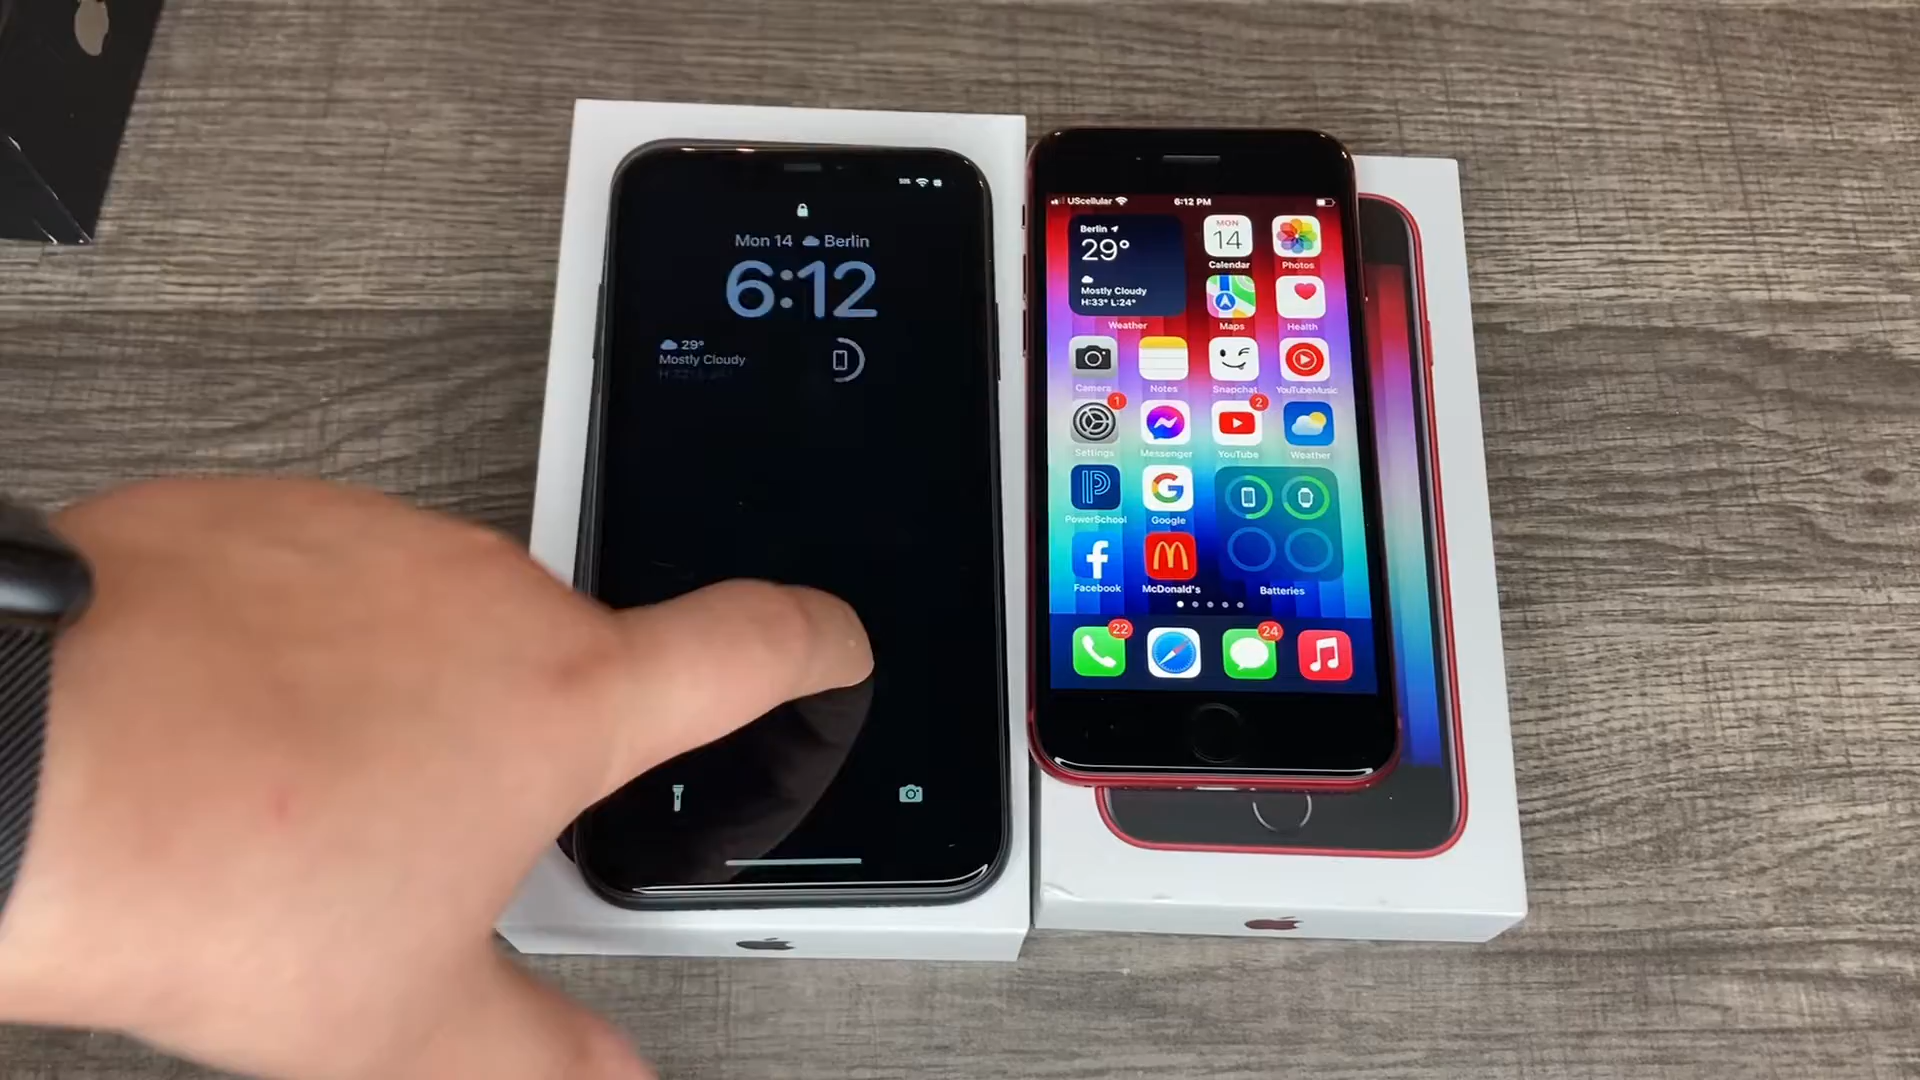 SOS
Mon 14 Berlin
6:12
29°
Mostly Cloudy
UScellular 6:12 PM
Berlin
29°
Mostly Cloudy
H:33° L:24°
Weather
MON
14
Calendar
Photos
Maps
Health
Camera
Notes
Snapchat
YouTubeMusic
1
2
Settings
Messenger
YouTube
Weather
PowerSchool
Google
Facebook
McDonald's
Batteries
22
24